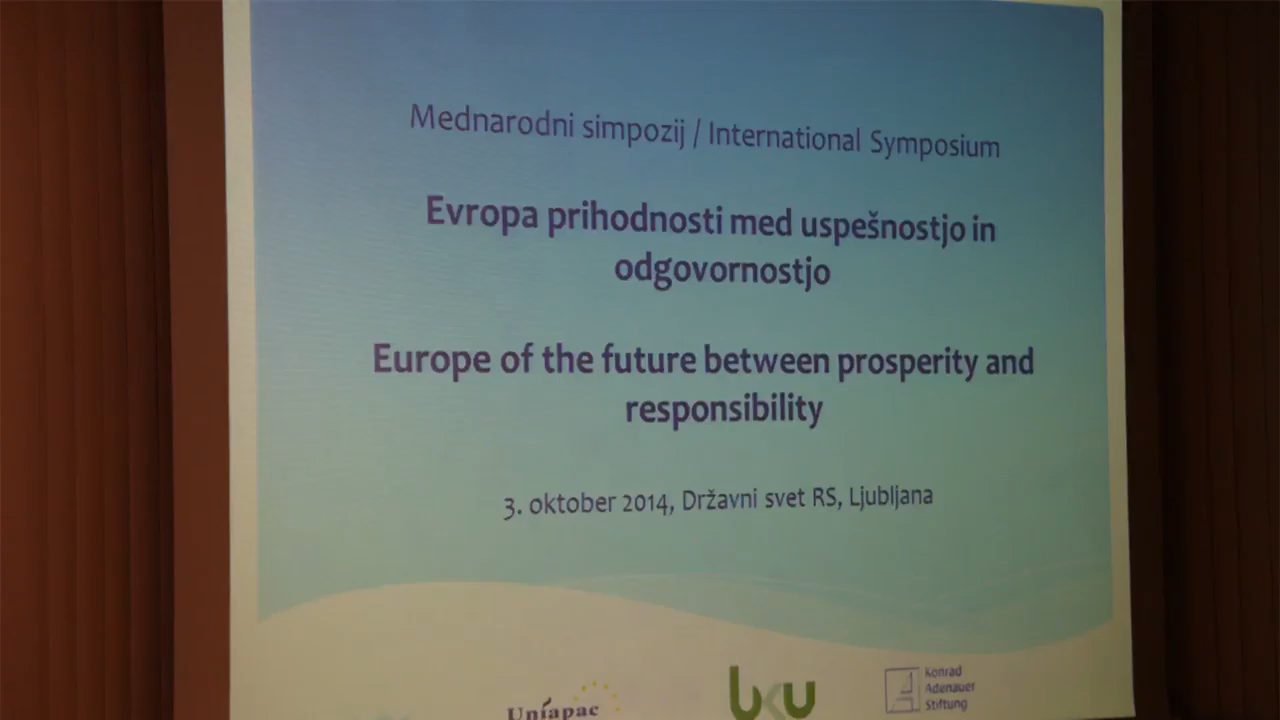 Mednarodni simpozij / International Symposium
Evropa prihodnosti med uspešnostjo in
odgovornostjo
Europe of the future between prosperity and
responsibility
3. oktober 2014, Državni svet RS, Ljubljana
Uniapac
bku
Konrad
Adenauer
Stiftung